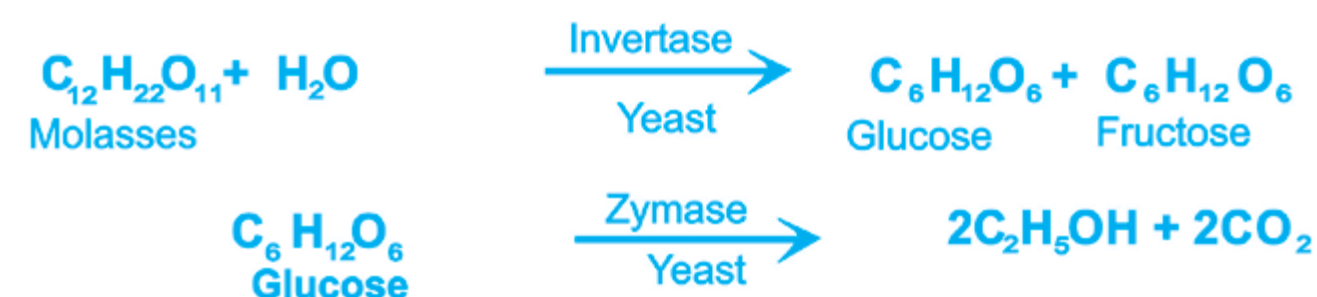 Invertase
C₁₂H₂₂O₁₁ + H₂O C₆H₁₂O₆ + C₆H₁₂O₆
Yeast
Molasses Glucose Fructose
Zymase
C₆H₁₂O₆ 2C₂H₅OH + 2CO₂
Yeast
Glucose